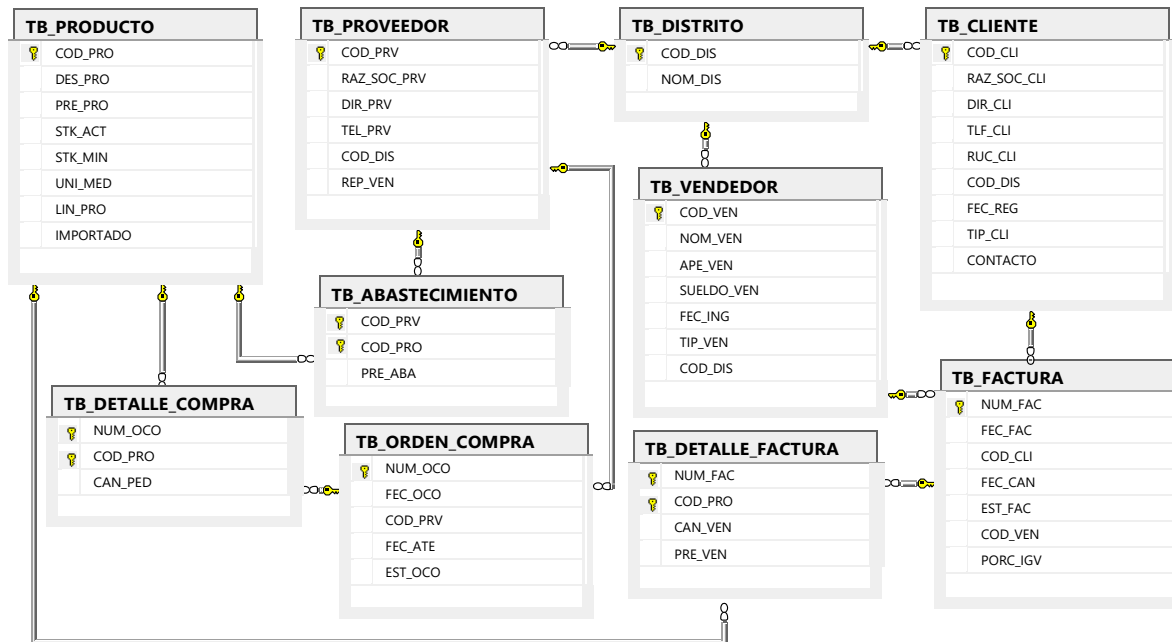 TB_PRODUCTO
COD_PRO
DES_PRO
PRE_PRO
STK_ACT
STK_MIN
UNI_MED
LIN_PRO
IMPORTADO
TB_PROVEEDOR
COD_PRV
RAZ_SOC_PRV
DIR_PRV
TEL_PRV
COD_DIS
REP_VEN
TB_DISTRITO
COD_DIS
NOM_DIS
TB_CLIENTE
COD_CLI
RAZ_SOC_CLI
DIR_CLI
TLF_CLI
RUC_CLI
COD_DIS
FEC_REG
TIP_CLI
CONTACTO
TB_VENDEDOR
COD_VEN
NOM_VEN
APE_VEN
SUELDO_VEN
FEC_ING
TIP_VEN
COD_DIS
TB_ABASTECIMIENTO
COD_PRV
COD_PRO
PRE_ABA
TB_DETALLE_COMPRA
NUM_OCO
COD_PRO
CAN_PED
TB_ORDEN_COMPRA
NUM_OCO
FEC_OCO
COD_PRV
FEC_ATE
EST_OCO
TB_DETALLE_FACTURA
NUM_FAC
COD_PRO
CAN_VEN
PRE_VEN
TB_FACTURA
NUM_FAC
FEC_FAC
COD_CLI
FEC_CAN
EST_FAC
COD_VEN
PORC_IGV